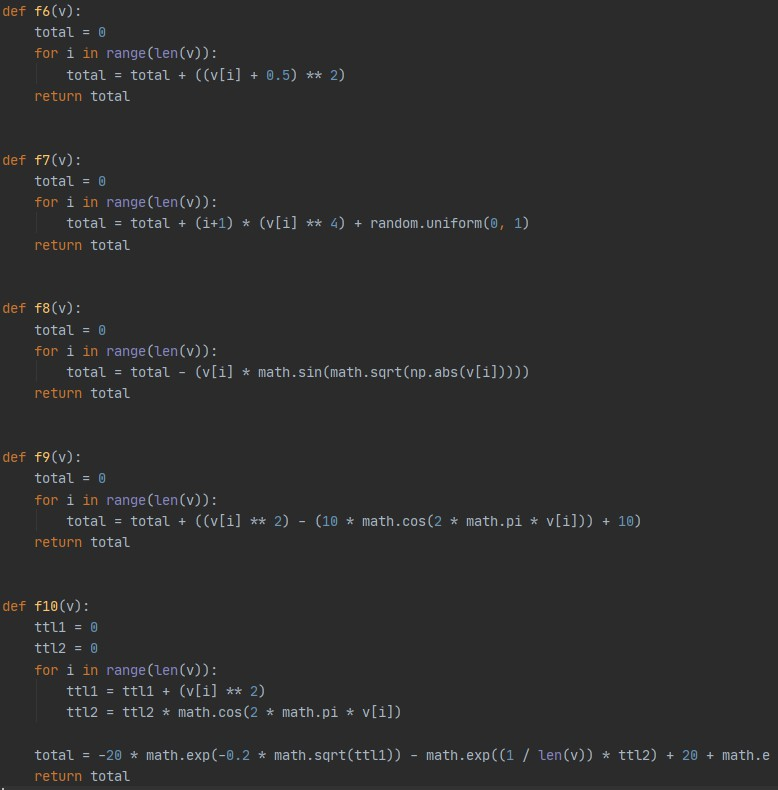 def f6(v):
    total = 0
    for i in range(len(v)):
        total = total + ((v[i] + 0.5) ** 2)
    return total
def f7(v):
    total = 0
    for i in range(len(v)):
        total = total + (i+1) * (v[i] ** 4) + random.uniform(0, 1)
    return total
def f8(v):
    total = 0
    for i in range(len(v)):
        total = total - (v[i] * math.sin(math.sqrt(np.abs(v[i]))))
    return total
def f9(v):
    total = 0
    for i in range(len(v)):
        total = total + ((v[i] ** 2) - (10 * math.cos(2 * math.pi * v[i])) + 10)
    return total
def f10(v):
    ttl1 = 0
    ttl2 = 0
    for i in range(len(v)):
        ttl1 = ttl1 + (v[i] ** 2)
        ttl2 = ttl2 * math.cos(2 * math.pi * v[i])
    total = -20 * math.exp(-0.2 * math.sqrt(ttl1)) - math.exp((1 / len(v)) * ttl2) + 20 + math.e
    return total